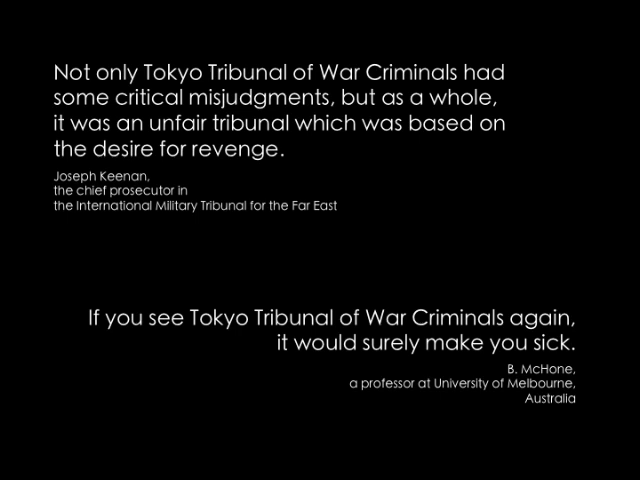 Not only Tokyo Tribunal of War Criminals had
some critical misjudgments, but as a whole,
it was an unfair tribunal which was based on
the desire for revenge.
Joseph Keenan,
the chief prosecutor in
the International Military Tribunal for the Far East
If you see Tokyo Tribunal of War Criminals again,
it would surely make you sick.
B. McHone,
a professor at University of Melbourne,
Australia